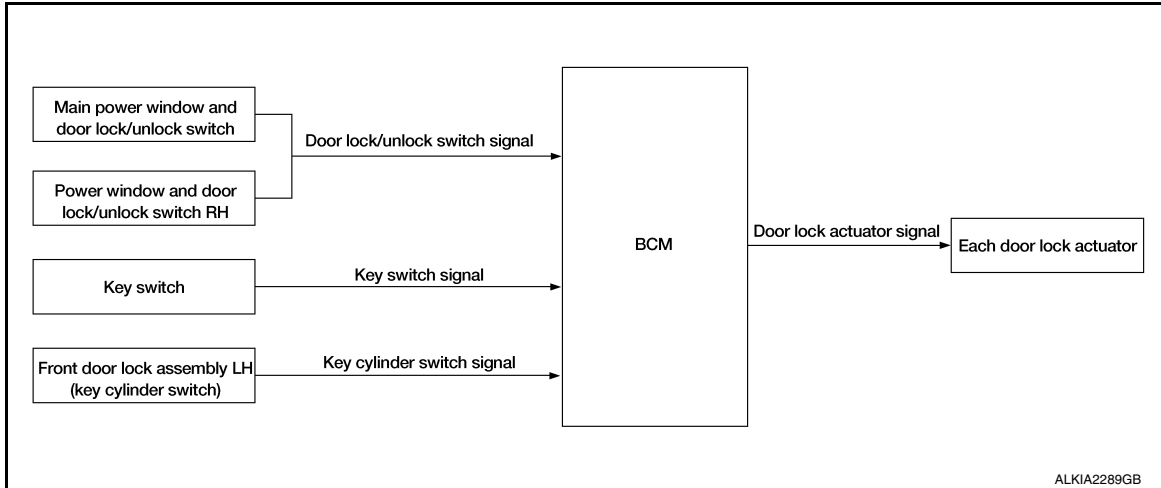 Main power window and
door lock/unlock switch
Door lock/unlock switch signal
Power window and door
lock/unlock switch RH
BCM
Door lock actuator signal
Each door lock actuator
Key switch
Key switch signal
Front door lock assembly LH
(key cylinder switch)
Key cylinder switch signal
ALKIA2289GB